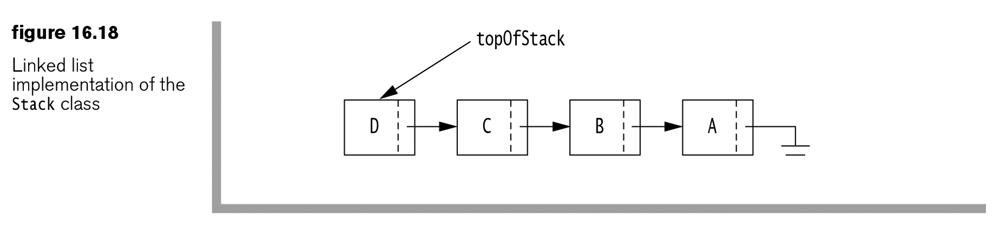 figure 16.18
Linked list
implementation of the
Stack class
topOfStack
D
C
B
A